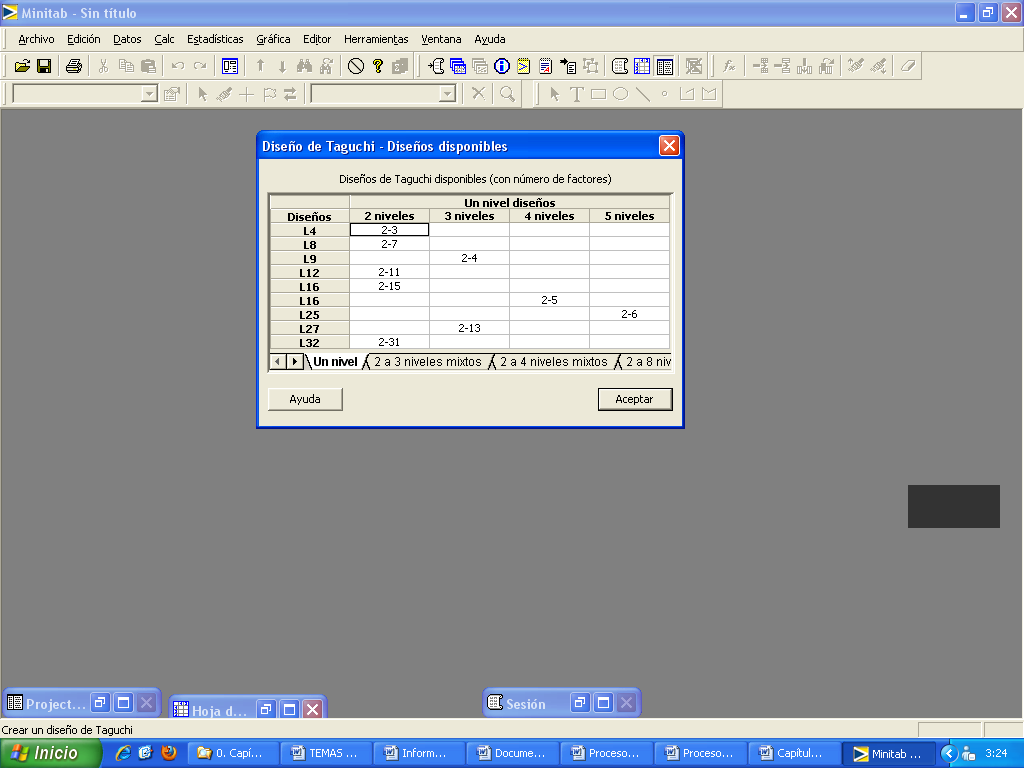 Minitab - Sin título
Archivo Edición Datos Calc Estadísticas Gráfica Editor Herramientas Ventana Ayuda
Diseño de Taguchi - Diseños disponibles
Diseños de Taguchi disponibles (con número de factores)
Un nivel diseños
Diseños 2 niveles 3 niveles 4 niveles 5 niveles
L4 2-3
L8 2-7
L9 2-4
L12 2-11
L16 2-15
L16 2-5
L25 2-6
L27 2-13
L32 2-31
Un nivel 2 a 3 niveles mixtos 2 a 4 niveles mixtos 2 a 8 niv
Ayuda Aceptar
Project... Hoja d... Sesión
Crear un diseño de Taguchi
Inicio 0. Capí... TEMAS ... Inform... Docume... Proceso... Proceso... Capítul... Minitab ... 3:24